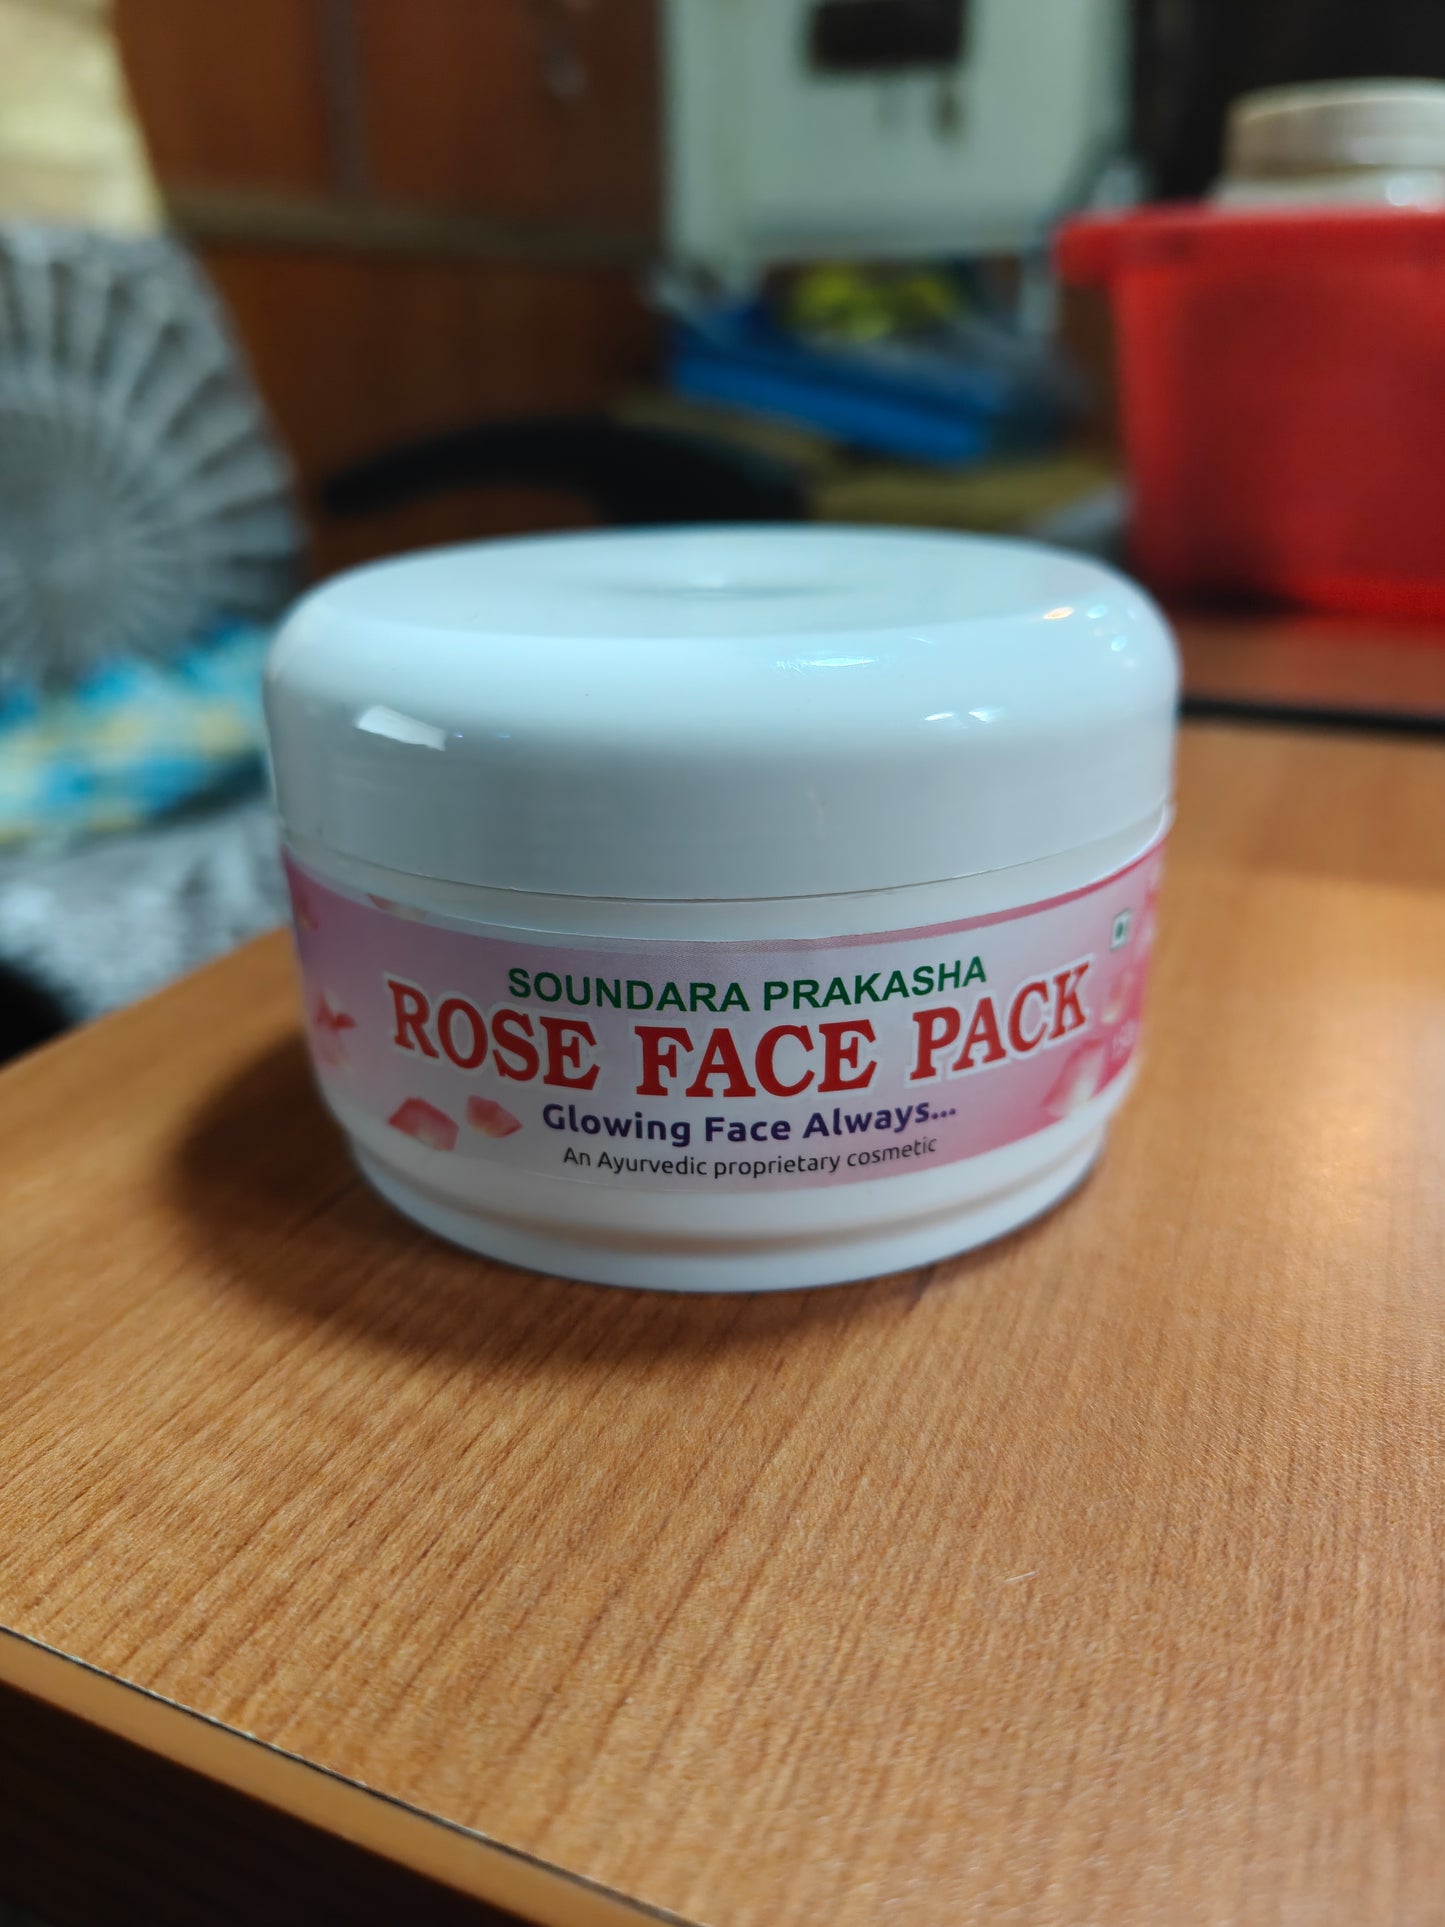 SOUNDARA PRAKASHA
ROSE FACE PACK
Glowing Face Always...
An Ayurvedic proprietary cosmetic